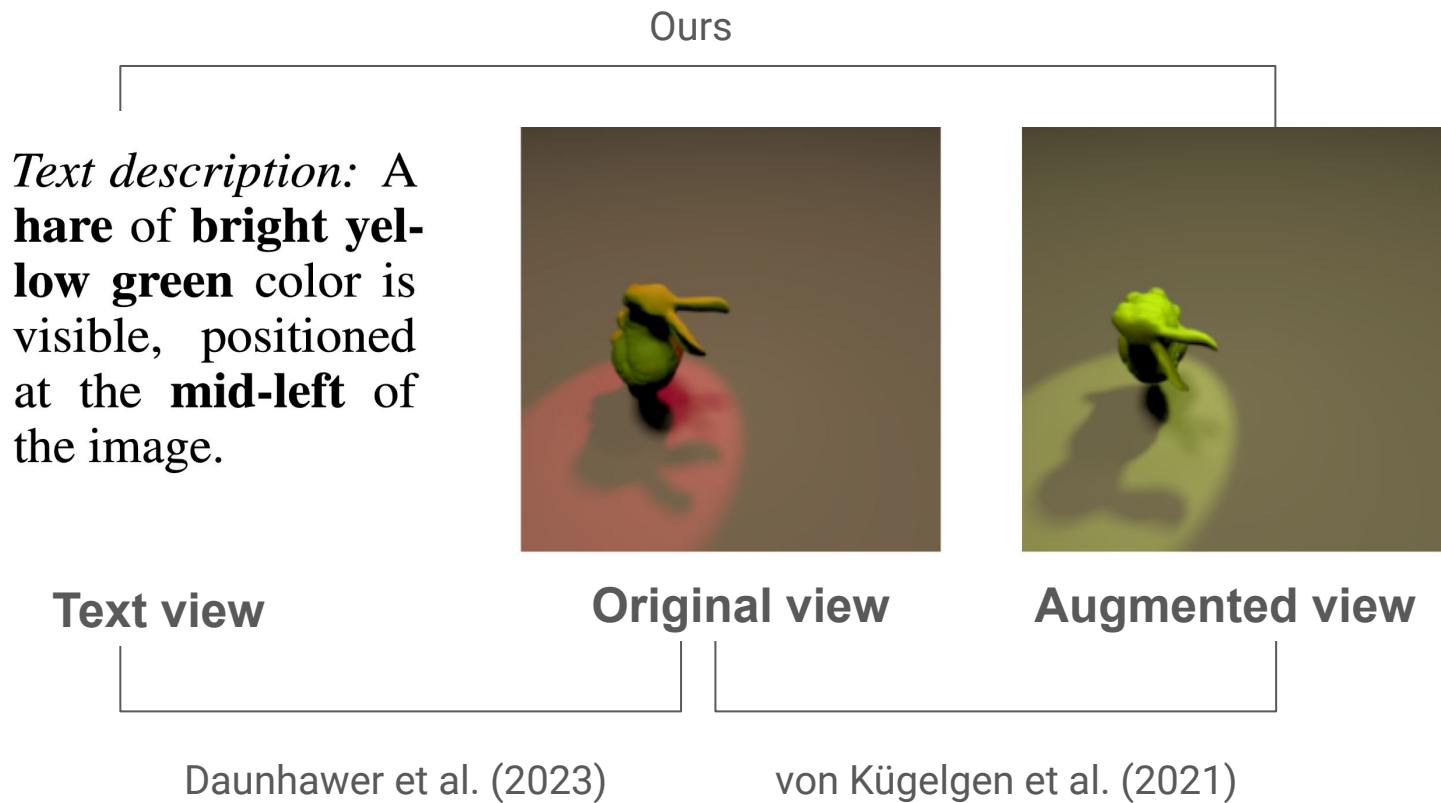 Ours
Text description: A
hare of bright yel-
low green color is
visible, positioned
at the mid-left of
the image.
Text view
Original view
Augmented view
Daunhawer et al. (2023)
von Kügelgen et al. (2021)